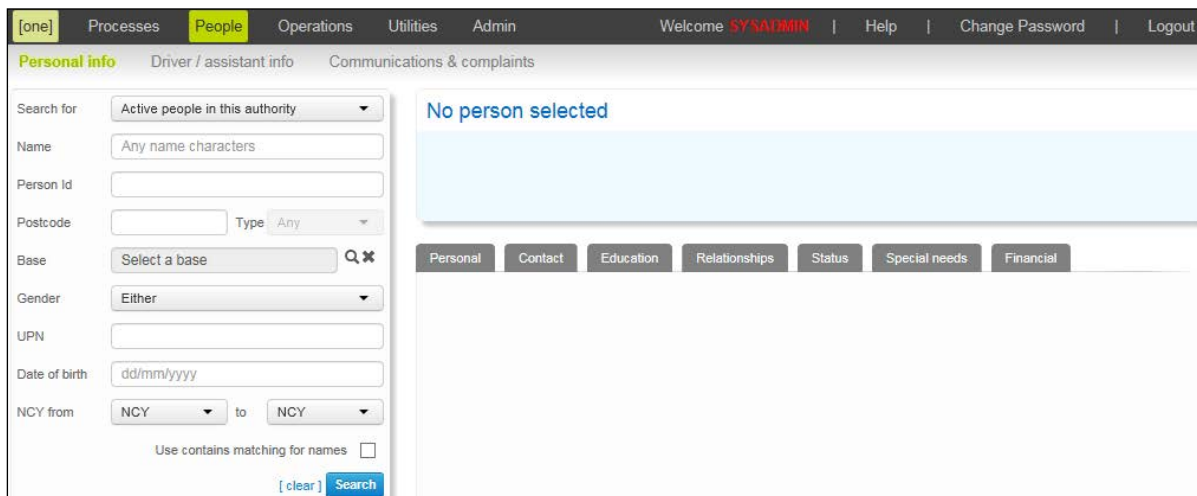 [one] Processes People Operations Utilities Admin Welcome SYSADMIN | Help | Change Password | Logout
Personal info Driver / assistant info Communications & complaints
Search for Active people in this authority
Name Any name characters
Person Id
Postcode Type Any
Base Select a base
Gender Either
UPN
Date of birth dd/mm/yyyy
NCY from NCY to NCY
Use contains matching for names
[ clear ] Search
No person selected
Personal Contact Education Relationships Status Special needs Financial